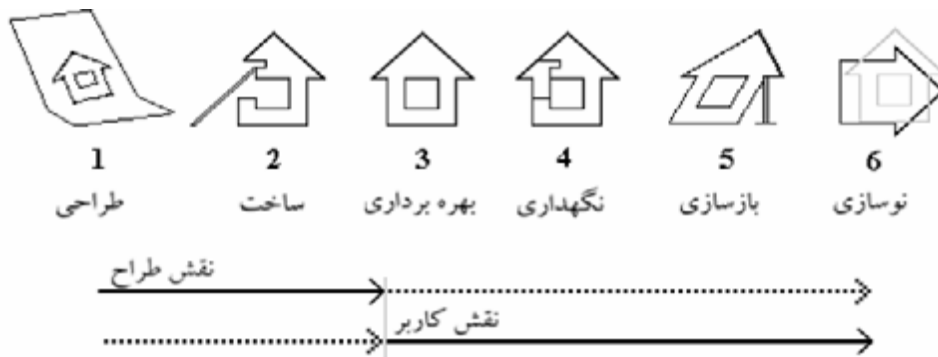 1 2 3 4 5 6
طراحی ساخت بهره برداری نگهداری بازسازی نوسازی
نقش طراح
نقش کاربر